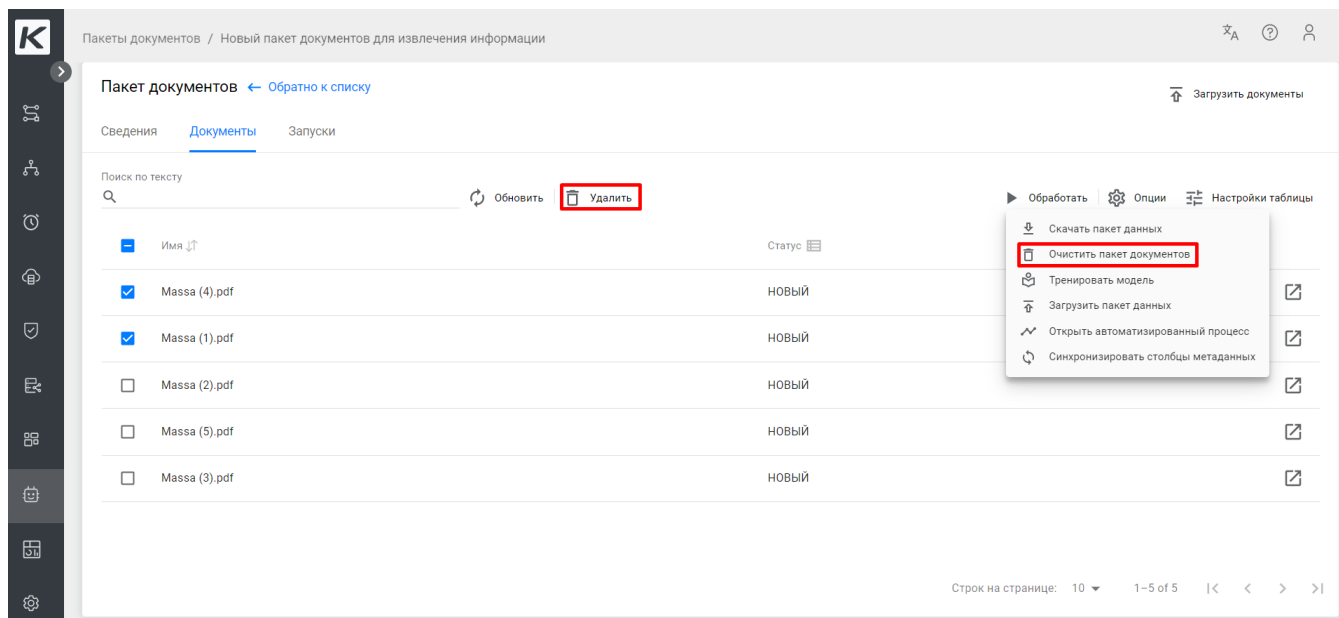 K
Пакеты документов / Новый пакет документов для извлечения информации
Пакет документов ← Обратно к списку
Загрузить документы
Сведения Документы Запуски
Поиск по тексту
Обновить Удалить
Обработать Опции Настройки таблицы
Скачать пакет данных
Очистить пакет документов
Тренировать модель
Загрузить пакет данных
Открыть автоматизированный процесс
Синхронизировать столбцы метаданных
Имя Статус
Massa (4).pdf НОВЫЙ
Massa (1).pdf НОВЫЙ
Massa (2).pdf НОВЫЙ
Massa (5).pdf НОВЫЙ
Massa (3).pdf НОВЫЙ
Строк на странице: 10 1–5 of 5